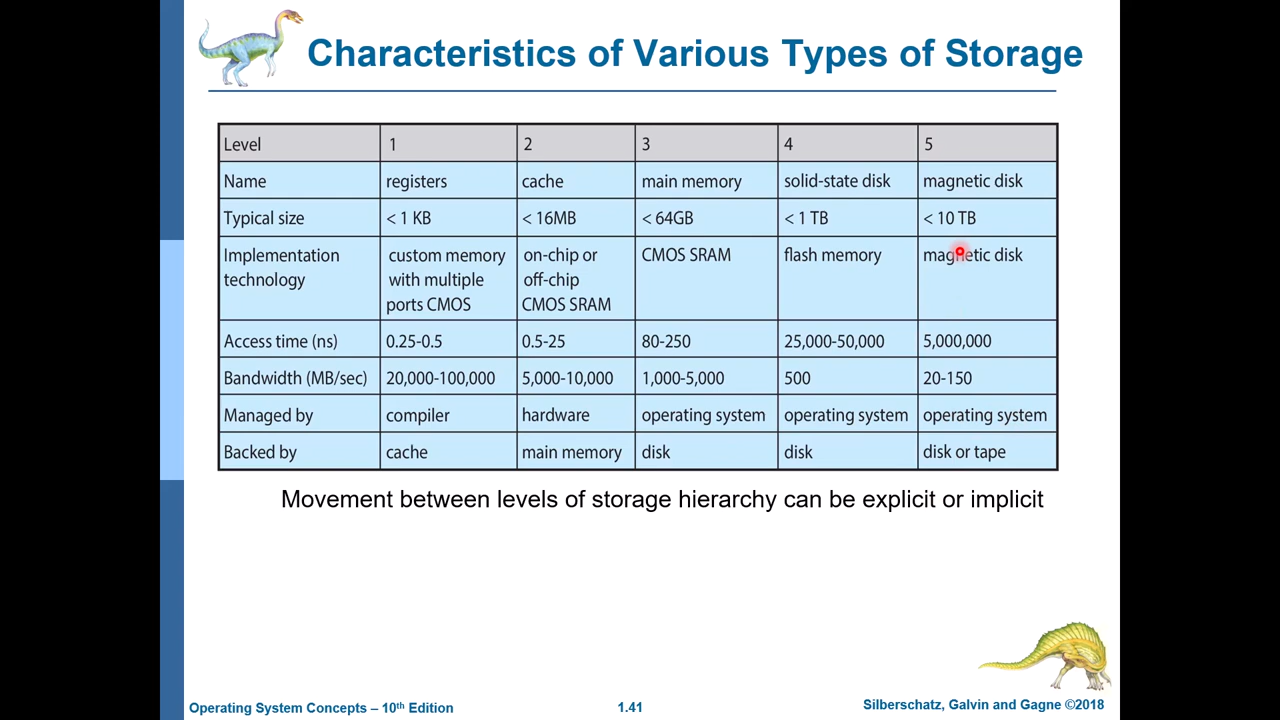 Characteristics of Various Types of Storage
Level 1 2 3 4 5
Name registers cache main memory solid-state disk magnetic disk
Typical size < 1 KB < 16MB < 64GB < 1 TB < 10 TB
Implementation custom memory on-chip or CMOS SRAM flash memory magnetic disk
technology with multiple off-chip
ports CMOS CMOS SRAM
Access time (ns) 0.25-0.5 0.5-25 80-250 25,000-50,000 5,000,000
Bandwidth (MB/sec) 20,000-100,000 5,000-10,000 1,000-5,000 500 20-150
Managed by compiler hardware operating system operating system operating system
Backed by cache main memory disk disk disk or tape
Movement between levels of storage hierarchy can be explicit or implicit
Operating System Concepts – 10th Edition 1.41 Silberschatz, Galvin and Gagne ©2018